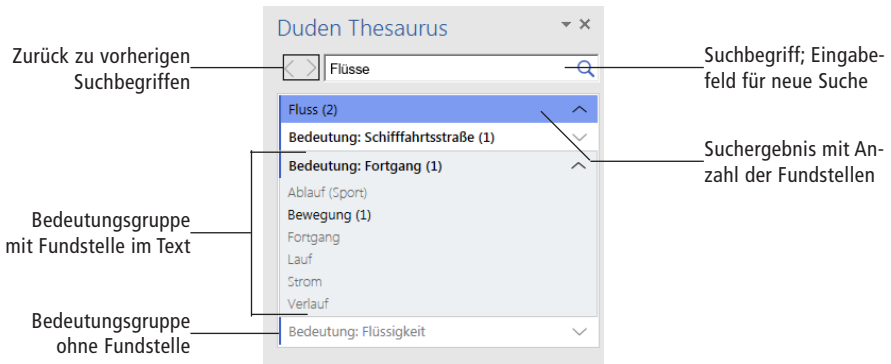 Duden Thesaurus
Zurück zu vorherigen
Suchbegriffen
Flüsse
Suchbegriff; Eingabe-
feld für neue Suche
Fluss (2)
Bedeutung: Schifffahrtsstraße (1)
Bedeutung: Fortgang (1)
Ablauf (Sport)
Bewegung (1)
Fortgang
Lauf
Strom
Verlauf
Bedeutung: Flüssigkeit
Suchergebnis mit An-
zahl der Fundstellen
Bedeutungsgruppe
mit Fundstelle im Text
Bedeutungsgruppe
ohne Fundstelle